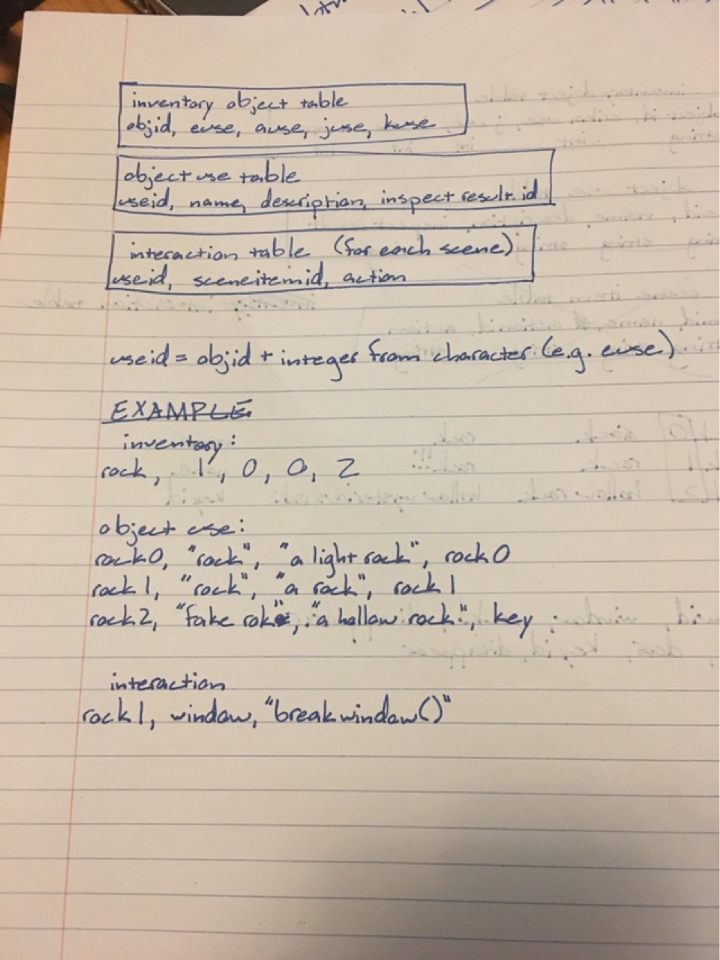 inventory object table
objid, euse, ause, juse, kuse
object use table
useid, name, description, inspect result id
interaction table (for each scene)
useid, sceneitemid, action
useid = objid + integer from character (e.g. euse)
EXAMPLE
inventory:
rock, 1, 0, 0, 2
object use:
rock0, "rock", "a light rock", rock0
rock1, "rock", "a rock", rock1
rock2, "fake rok", "a hollow rock", key
interaction
rock1, window, "breakwindow()"